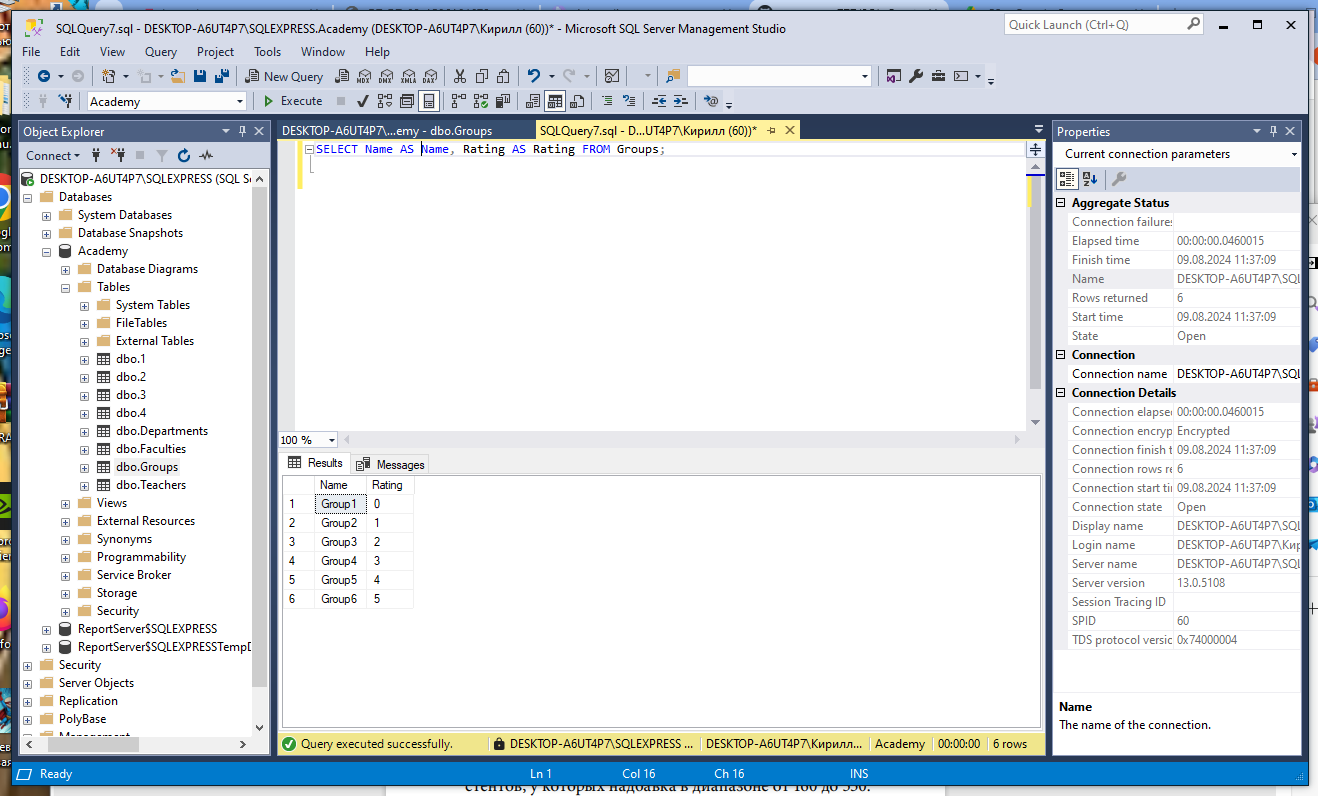 SQLQuery7.sql - DESKTOP-A6UT4P7\SQLEXPRESS.Academy (DESKTOP-A6UT4P7\Кирилл (60))* - Microsoft SQL Server Management Studio
Quick Launch (Ctrl+Q)
File Edit View Query Project Tools Window Help
New Query
MDX DMX XMLA DAX
Academy
Execute
Object Explorer
Connect
DESKTOP-A6UT4P7\SQLEXPRESS (SQL Se
Databases
System Databases
Database Snapshots
Academy
Database Diagrams
Tables
System Tables
FileTables
External Tables
dbo.1
dbo.2
dbo.3
dbo.4
dbo.Departments
dbo.Faculties
dbo.Groups
dbo.Teachers
Views
External Resources
Synonyms
Programmability
Service Broker
Storage
Security
ReportServer$SQLEXPRESS
ReportServer$SQLEXPRESSTempD
Security
Server Objects
Replication
PolyBase
Management
DESKTOP-A6UT4P7\...emy - dbo.Groups
SQLQuery7.sql - D...UT4P7\Кирилл (60))*
SELECT Name AS Name, Rating AS Rating FROM Groups;
100 %
Results Messages
Name Rating
1 Group1 0
2 Group2 1
3 Group3 2
4 Group4 3
5 Group5 4
6 Group6 5
Query executed successfully. DESKTOP-A6UT4P7\SQLEXPRESS ... DESKTOP-A6UT4P7\Кирилл... Academy 00:00:00 6 rows
Properties
Current connection parameters
Aggregate Status
Connection failures
Elapsed time 00:00:00.0460015
Finish time 09.08.2024 11:37:09
Name DESKTOP-A6UT4P7\SQL
Rows returned 6
Start time 09.08.2024 11:37:09
State Open
Connection
Connection name DESKTOP-A6UT4P7\SQL
Connection Details
Connection elapsed 00:00:00.0460015
Connection encryp Encrypted
Connection finish t 09.08.2024 11:37:09
Connection rows re 6
Connection start tir 09.08.2024 11:37:09
Connection state Open
Display name DESKTOP-A6UT4P7\SQL
Login name DESKTOP-A6UT4P7\Кир
Server name DESKTOP-A6UT4P7\SQL
Server version 13.0.5108
Session Tracing ID
SPID 60
TDS protocol versic 0x74000004
Name
The name of the connection.
Ready Ln 1 Col 16 Ch 16 INS
стентов, у которых надбавка в диапазоне от 160 до 550.